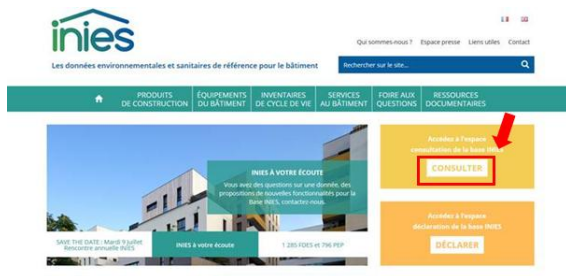 inies
Qui sommes-nous ? Espace presse Liens utiles Contact
Les données environnementales et sanitaires de référence pour le bâtiment
Rechercher sur le site...
PRODUITS
DE CONSTRUCTION
ÉQUIPEMENTS
DU BÂTIMENT
INVENTAIRES
DE CYCLE DE VIE
SERVICES
AU BÂTIMENT
FOIRE AUX
QUESTIONS
RESSOURCES
DOCUMENTAIRES
INIES À VOTRE ÉCOUTE
Vous avez des questions sur une donnée, des
propositions de nouvelles fonctionnalités pour la
Base INIES, contactez-nous.
SAVE THE DATE : Mardi 9 juillet
Rencontre annuelle INIES
INIES à votre écoute
1 285 FDES et 796 PEP
Accédez à l'espace
consultation de la base INIES
CONSULTER
Accédez à l'espace
déclaration de la base INIES
DÉCLARER